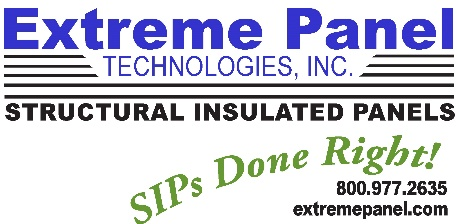 Extreme Panel
TECHNOLOGIES, INC.
STRUCTURAL INSULATED PANELS
SIPs Done Right!
800.977.2635
extremepanel.com